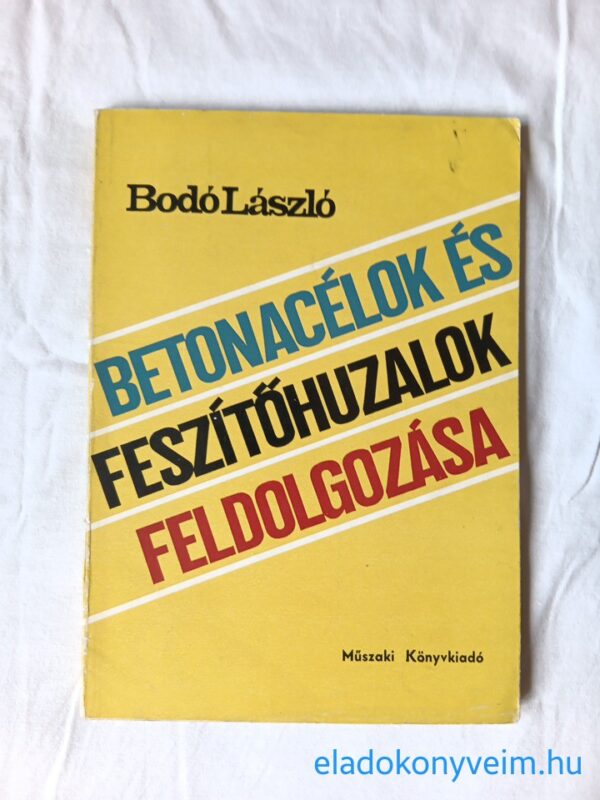 Bodó László
BETONACÉLOK ÉS
FESZÍTŐHUZALOK
FELDOLGOZÁSA
Műszaki Könyvkiadó
eladokonyveim.hu